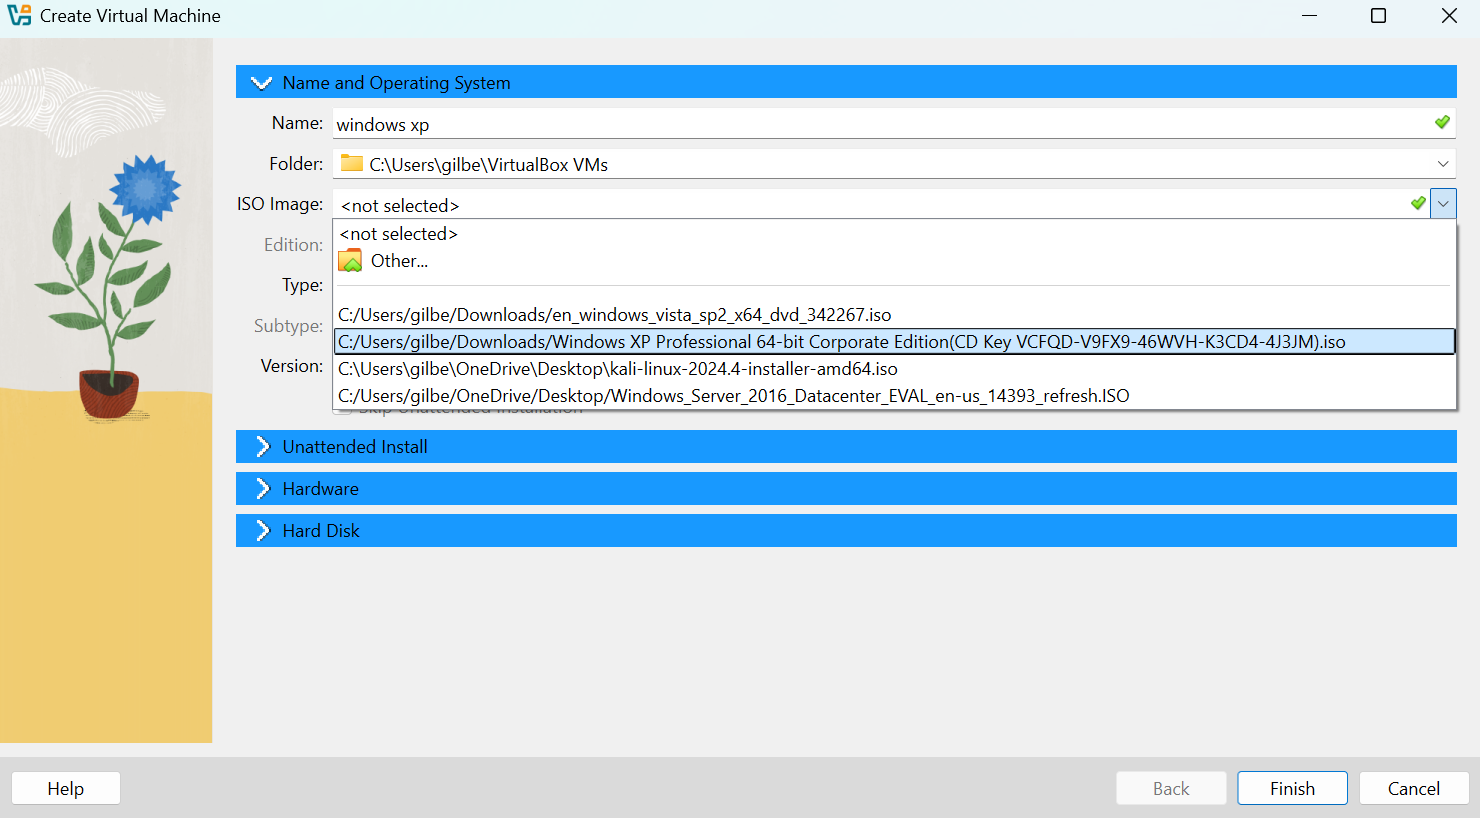 Create Virtual Machine
Name and Operating System
Name: windows xp
Folder: C:\Users\gilbe\VirtualBox VMs
ISO Image: <not selected>
<not selected>
Edition:
Other...
Type:
C:/Users/gilbe/Downloads/en_windows_vista_sp2_x64_dvd_342267.iso
Subtype:
C:/Users/gilbe/Downloads/Windows XP Professional 64-bit Corporate Edition(CD Key VCFQD-V9FX9-46WVH-K3CD4-4J3JM).iso
Version:
C:\Users\gilbe\OneDrive\Desktop\kali-linux-2024.4-installer-amd64.iso
C:/Users/gilbe/OneDrive/Desktop/Windows_Server_2016_Datacenter_EVAL_en-us_14393_refresh.ISO
Skip Unattended Installation
Unattended Install
Hardware
Hard Disk
Help
Back
Finish
Cancel